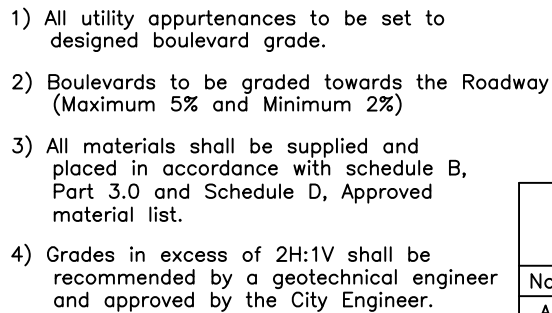 1) All utility appurtenances to be set to
designed boulevard grade.
2) Boulevards to be graded towards the Roadway
(Maximum 5% and Minimum 2%)
3) All materials shall be supplied and
placed in accordance with schedule B,
Part 3.0 and Schedule D, Approved
material list.
4) Grades in excess of 2H:1V shall be
recommended by a geotechnical engineer
and approved by the City Engineer.